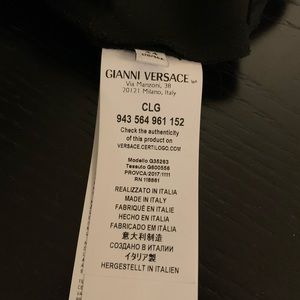 GIANNI VERSACE
Via Manzoni, 38
20121 Milano, Italy
CLG
943 564 961 152
Check the authenticity
of this product on
VERSACE.CERTILOGO.COM
Modello G35263
Tessuto G600556
PROVCA/2017/1111
RN 118861
REALIZZATO IN ITALIA
MADE IN ITALY
FABRIQUÉ EN ITALIE
HECHO EN ITALIA
FABRICADO EM ITÁLIA
意大利制造
СОЗДАНО В ИТАЛИИ
イタリア製
HERGESTELLT IN ITALIEN